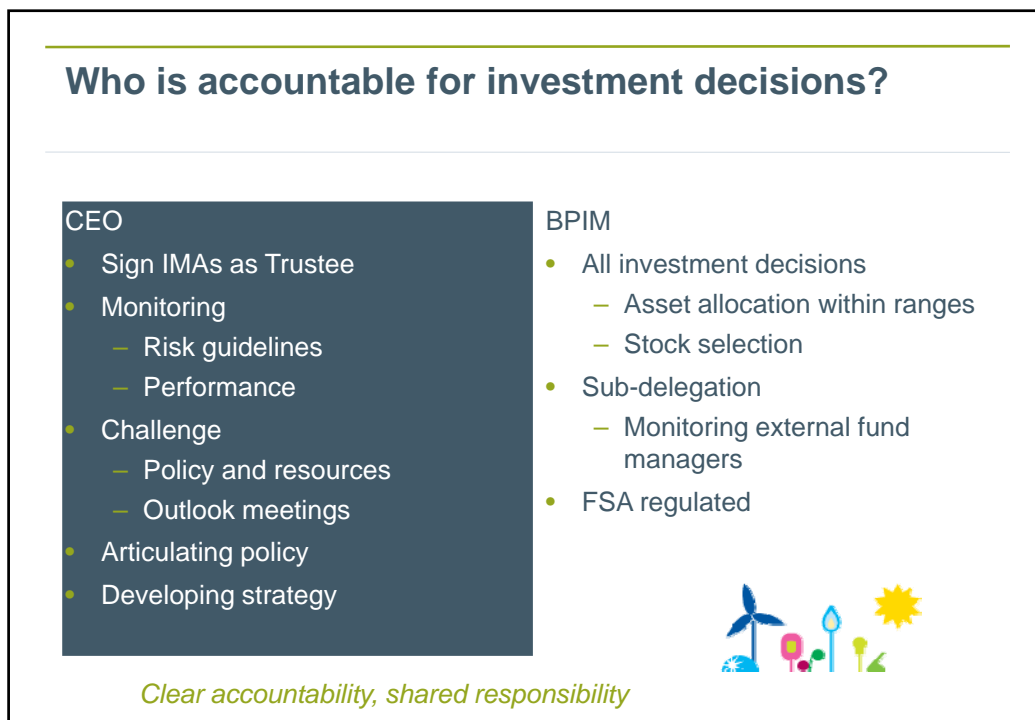 Who is accountable for investment decisions?
CEO
• Sign IMAs as Trustee
• Monitoring
– Risk guidelines
– Performance
• Challenge
– Policy and resources
– Outlook meetings
• Articulating policy
• Developing strategy
BPIM
• All investment decisions
– Asset allocation within ranges
– Stock selection
• Sub-delegation
– Monitoring external fund
managers
• FSA regulated
Clear accountability, shared responsibility